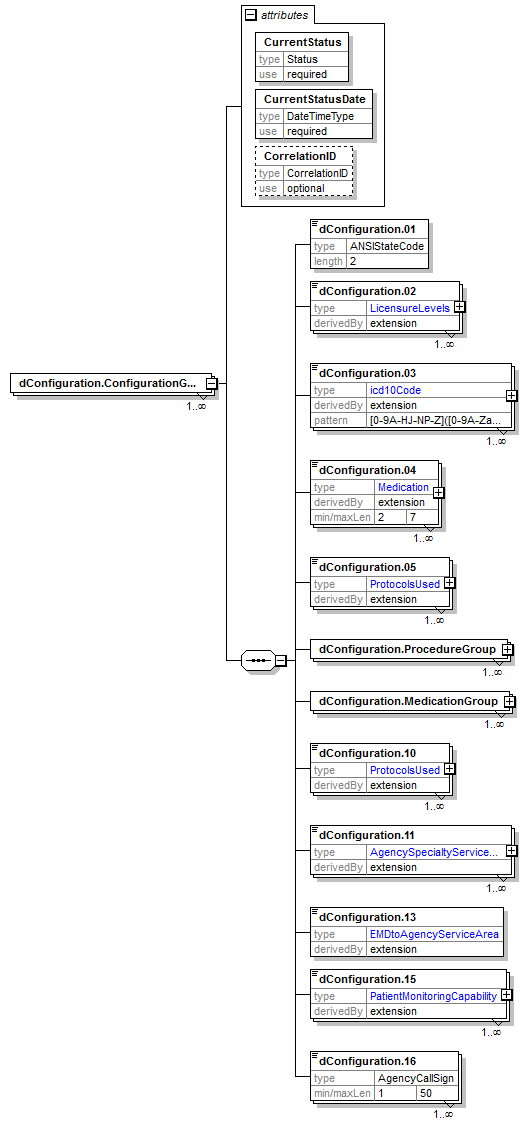 attributes
CurrentStatus
type Status
use required
CurrentStatusDate
type DateTimeType
use required
CorrelationID
type CorrelationID
use optional
dConfiguration.ConfigurationG...
1..∞
dConfiguration.01
type ANSIStateCode
length 2
dConfiguration.02
type LicensureLevels
derivedBy extension
1..∞
dConfiguration.03
type icd10Code
derivedBy extension
pattern [0-9A-HJ-NP-Z]([0-9A-Za...
1..∞
dConfiguration.04
type Medication
derivedBy extension
min/maxLen 2 7
1..∞
dConfiguration.05
type ProtocolsUsed
derivedBy extension
1..∞
dConfiguration.ProcedureGroup
1..∞
dConfiguration.MedicationGroup
1..∞
dConfiguration.10
type ProtocolsUsed
derivedBy extension
1..∞
dConfiguration.11
type AgencySpecialtyService...
derivedBy extension
1..∞
dConfiguration.13
type EMDtoAgencyServiceArea
derivedBy extension
dConfiguration.15
type PatientMonitoringCapability
derivedBy extension
1..∞
dConfiguration.16
type AgencyCallSign
min/maxLen 1 50
1..∞